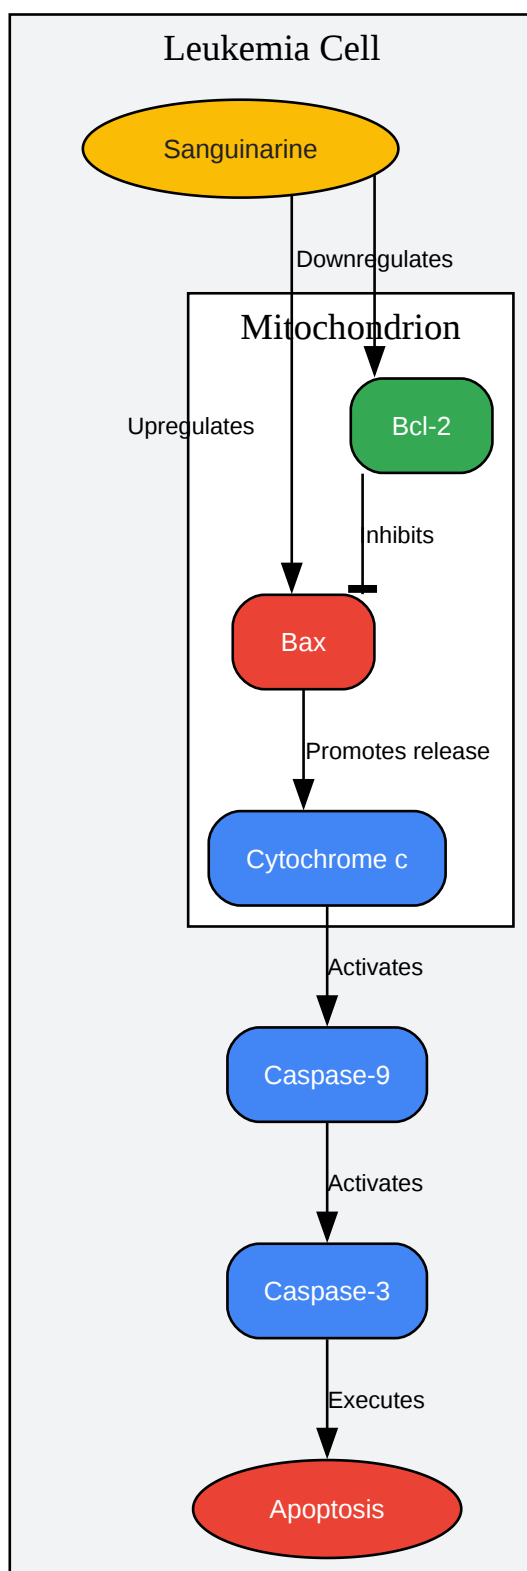 Leukemia Cell
Sanguinarine
Downregulates
Mitochondrion
Upregulates
Bcl-2
Inhibits
Bax
Promotes release
Cytochrome c
Activates
Caspase-9
Activates
Caspase-3
Executes
Apoptosis